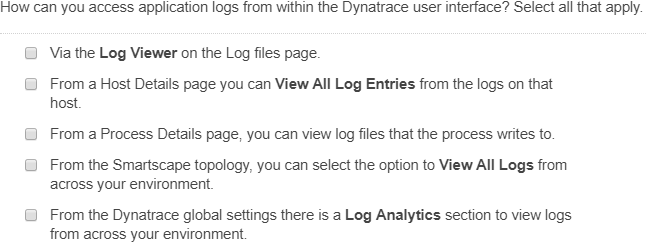 How can you access application logs from within the Dynatrace user interface? Select all that apply.
Via the Log Viewer on the Log files page.
From a Host Details page you can View All Log Entries from the logs on that
host.
From a Process Details page, you can view log files that the process writes to.
From the Smartscape topology, you can select the option to View All Logs from
across your environment.
From the Dynatrace global settings there is a Log Analytics section to view logs
from across your environment.